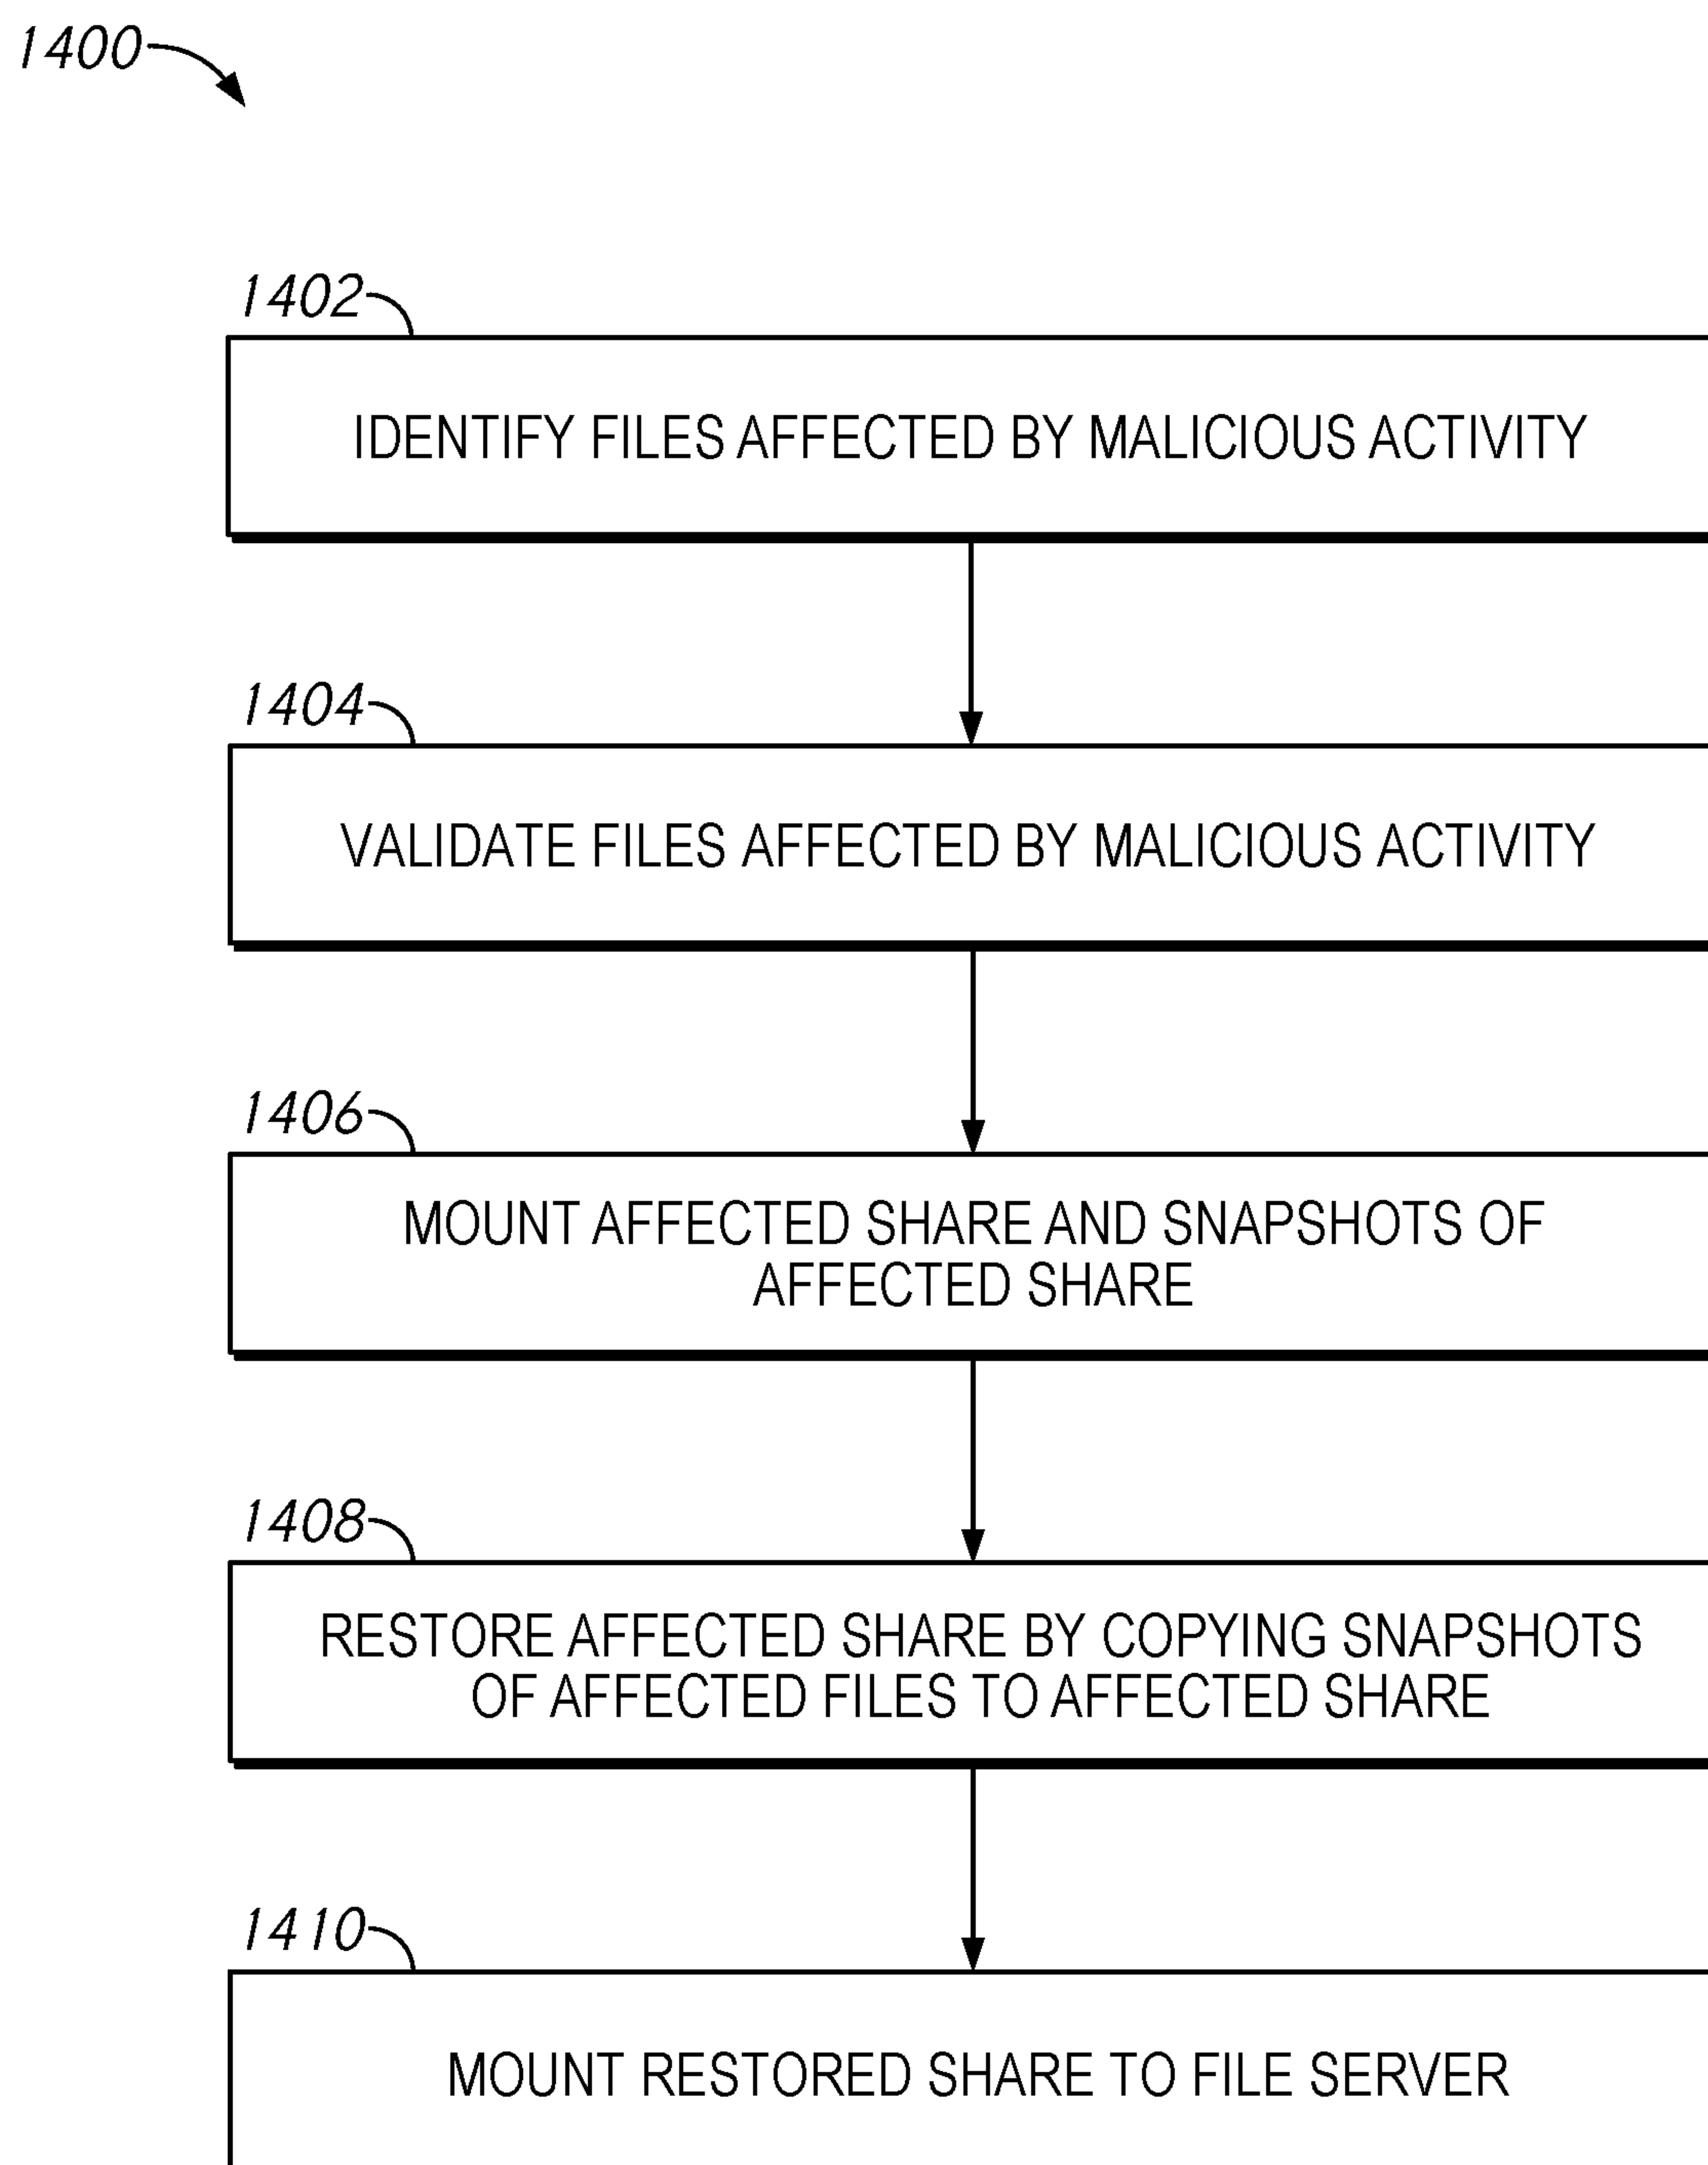 1400
1402
IDENTIFY FILES AFFECTED BY MALICIOUS ACTIVITY
1404
VALIDATE FILES AFFECTED BY MALICIOUS ACTIVITY
1406
MOUNT AFFECTED SHARE AND SNAPSHOTS OF
AFFECTED SHARE
1408
RESTORE AFFECTED SHARE BY COPYING SNAPSHOTS
OF AFFECTED FILES TO AFFECTED SHARE
1410
MOUNT RESTORED SHARE TO FILE SERVER